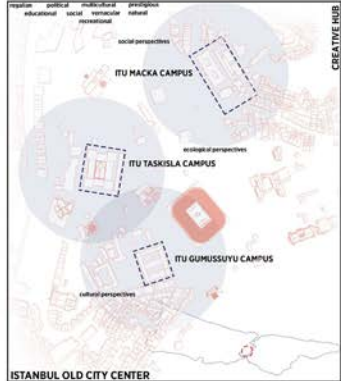 regalian political multicultural prestigious
educational social vernacular natural
recreational
CREATIVE HUB
social perspectives
ITU MACKA CAMPUS
ecological perspectives
ITU TASKISLA CAMPUS
ITU GUMUSSUYU CAMPUS
cultural perspectives
ISTANBUL OLD CITY CENTER